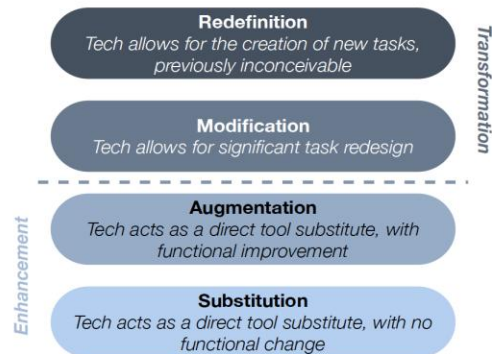 Redefinition
Tech allows for the creation of new tasks,
previously inconceivable
Transformation
Modification
Tech allows for significant task redesign
Augmentation
Tech acts as a direct tool substitute, with
functional improvement
Enhancement
Substitution
Tech acts as a direct tool substitute, with no
functional change